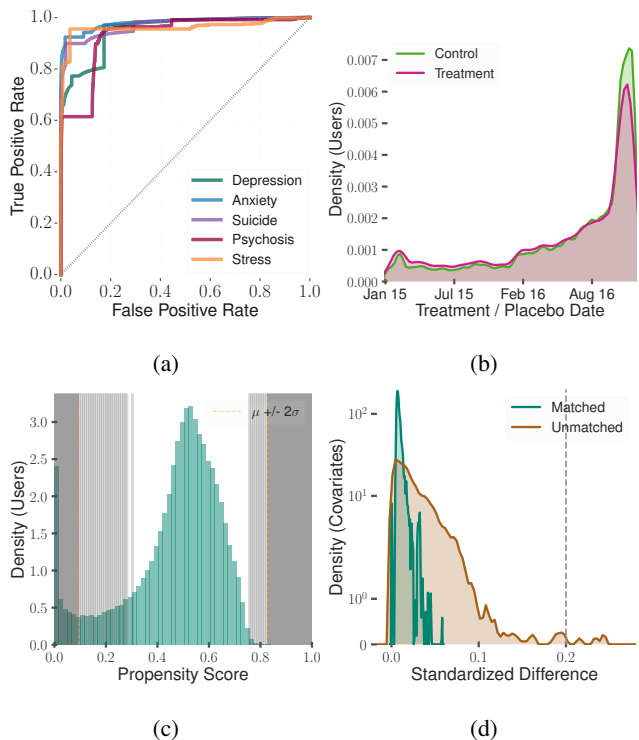 1.0
0.8
0.6
0.4
0.2
0.0
True Positive Rate
Depression
Anxiety
Suicide
Psychosis
Stress
0.0 0.2 0.4 0.6 0.8 1.0
False Positive Rate
(a)
0.007
0.006
0.005
0.004
0.003
0.002
0.001
0.000
Density (Users)
Control
Treatment
Jan 15 Jul 15 Feb 16 Aug 16
Treatment / Placebo Date
(b)
3.0
2.5
2.0
1.5
1.0
0.5
0.0
Density (Users)
μ +/- 2σ
0.0 0.2 0.4 0.6 0.8 1.0
Propensity Score
(c)
10²
10¹
10⁰
0
Density (Covariates)
Matched
Unmatched
0.0 0.1 0.2
Standardized Difference
(d)